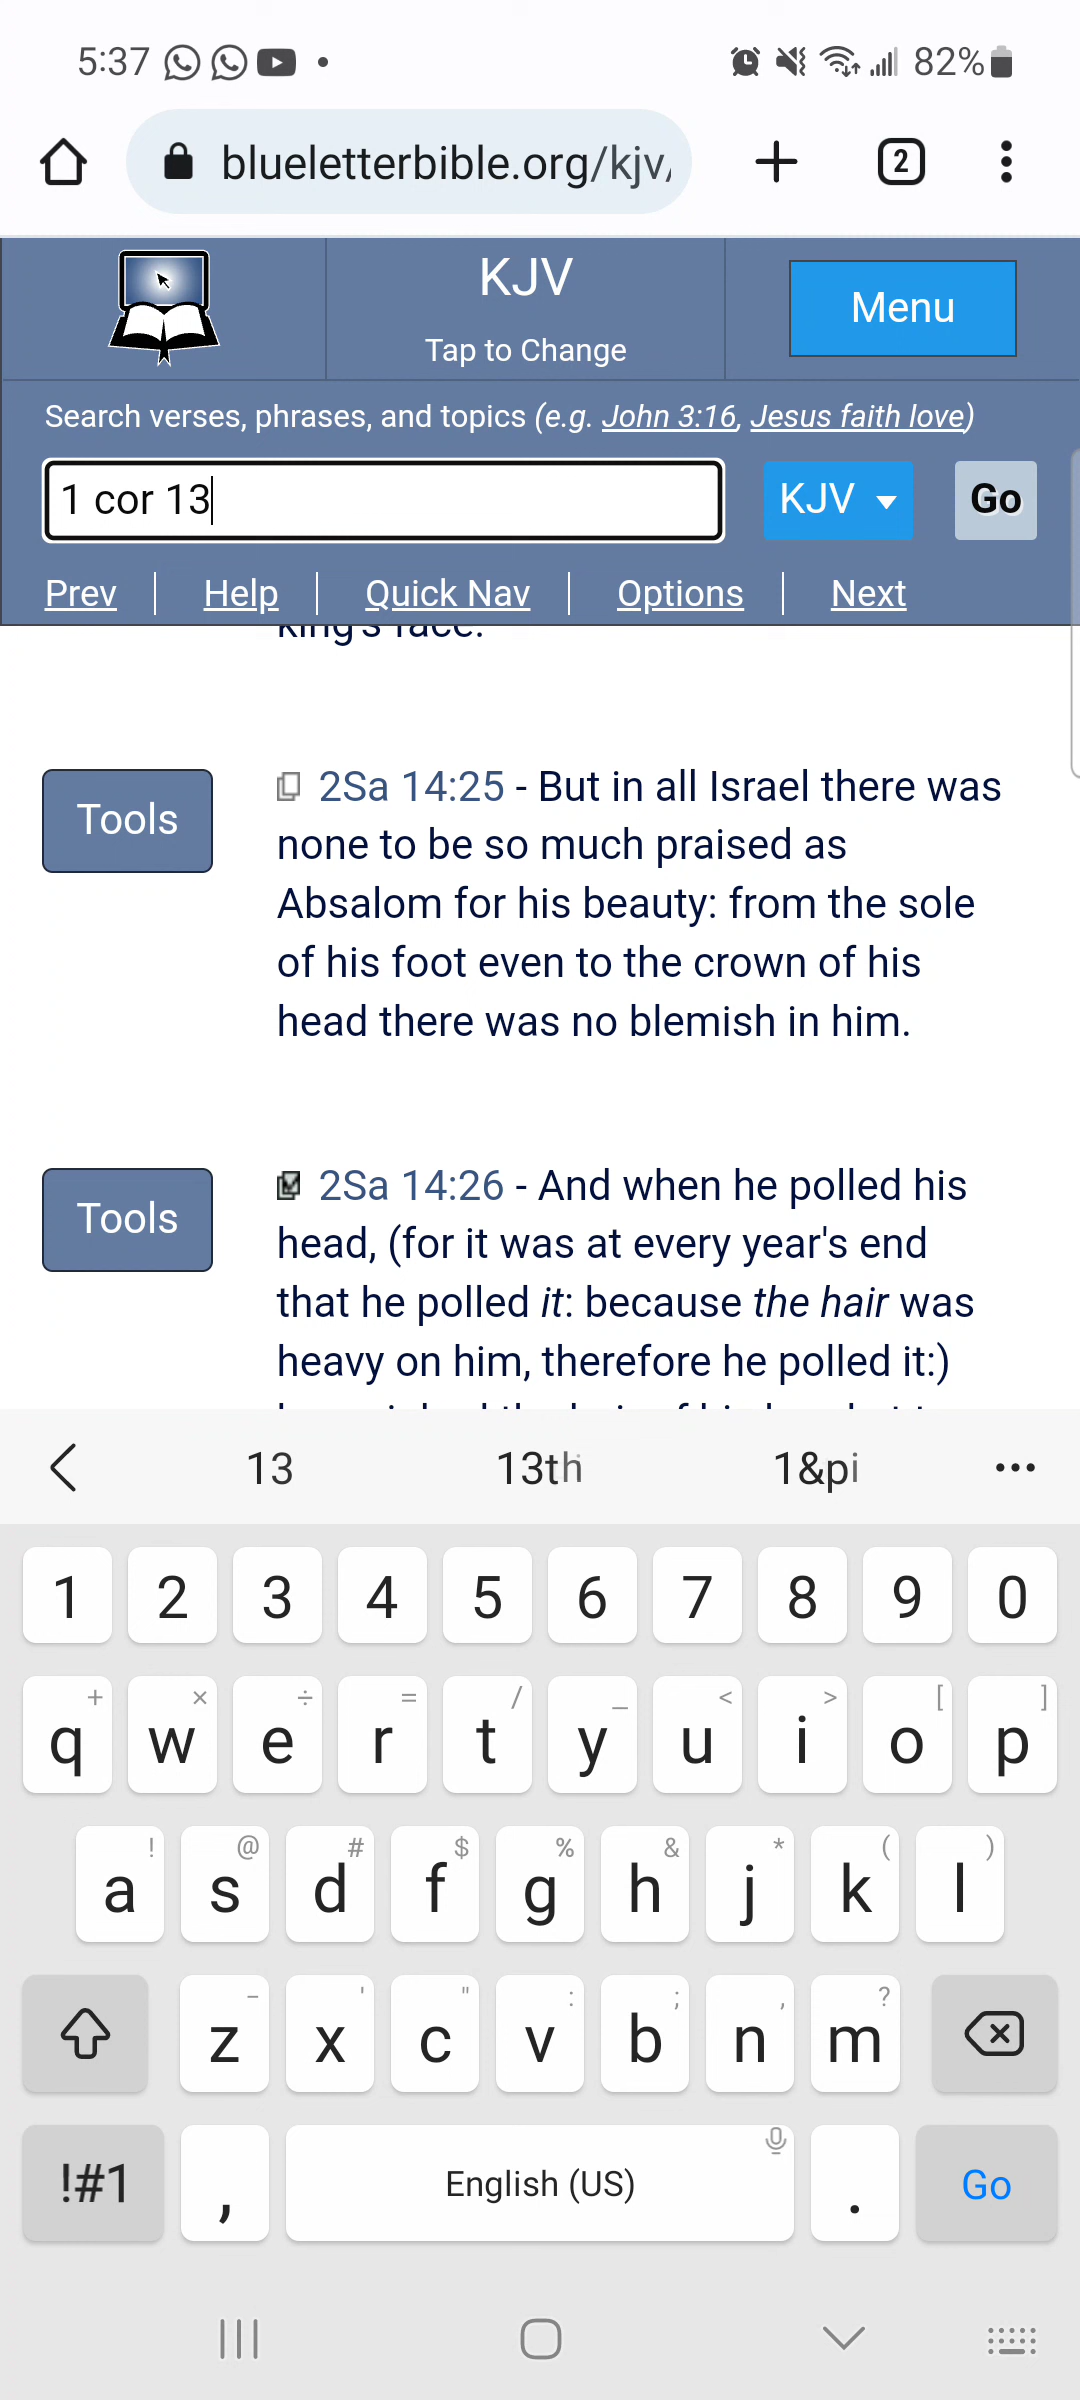 5:37 82%
blueletterbible.org/kjv/
2
KJV
Tap to Change
Menu
Search verses, phrases, and topics (e.g. John 3:16, Jesus faith love)
1 cor 13
KJV
Go
Prev | Help | Quick Nav | Options | Next
king's face.
Tools
2Sa 14:25 - But in all Israel there was
none to be so much praised as
Absalom for his beauty: from the sole
of his foot even to the crown of his
head there was no blemish in him.
Tools
2Sa 14:26 - And when he polled his
head, (for it was at every year's end
that he polled it: because the hair was
heavy on him, therefore he polled it:)
13 13th 1&pi ...
1 2 3 4 5 6 7 8 9 0
+ × ÷ = / _ < > [ ]
q w e r t y u i o p
! @ # $ % & * ( )
a s d f g h j k l
- ' " : ; , ?
z x c v b n m
!#1 , English (US) . Go